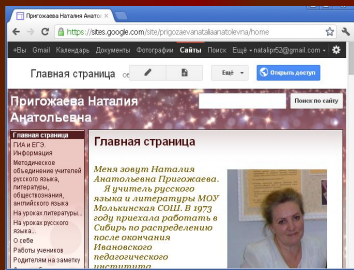 Пригожаева Наталия Анато
https://sites.google.com/site/prigozaevanataliaanatolevna/home
+Вы Gmail Календарь Документы Фотографии Сайты Поиск Ещё natalipr52@gmail.com
Главная страница
Ещё
Открыть доступ
Пригожаева Наталия Анатольевна
Поиск по сайту
Главная страница
ГИА и ЕГЭ.
Информация
Методическое
объединение учителей
русского языка,
литературы,
обществознания,
английского языка
На уроках литературы...
На уроках русского
языка...
О себе
Работы учеников
Родителям на заметку
Главная страница
Меня зовут Наталия
Анатольевна Пригожаева.
Я учитель русского
языка и литературы МОУ
Молькинская СОШ. В 1973
году приехала работать в
Сибирь по распределению
после окончания
Ивановского
педагогического
института